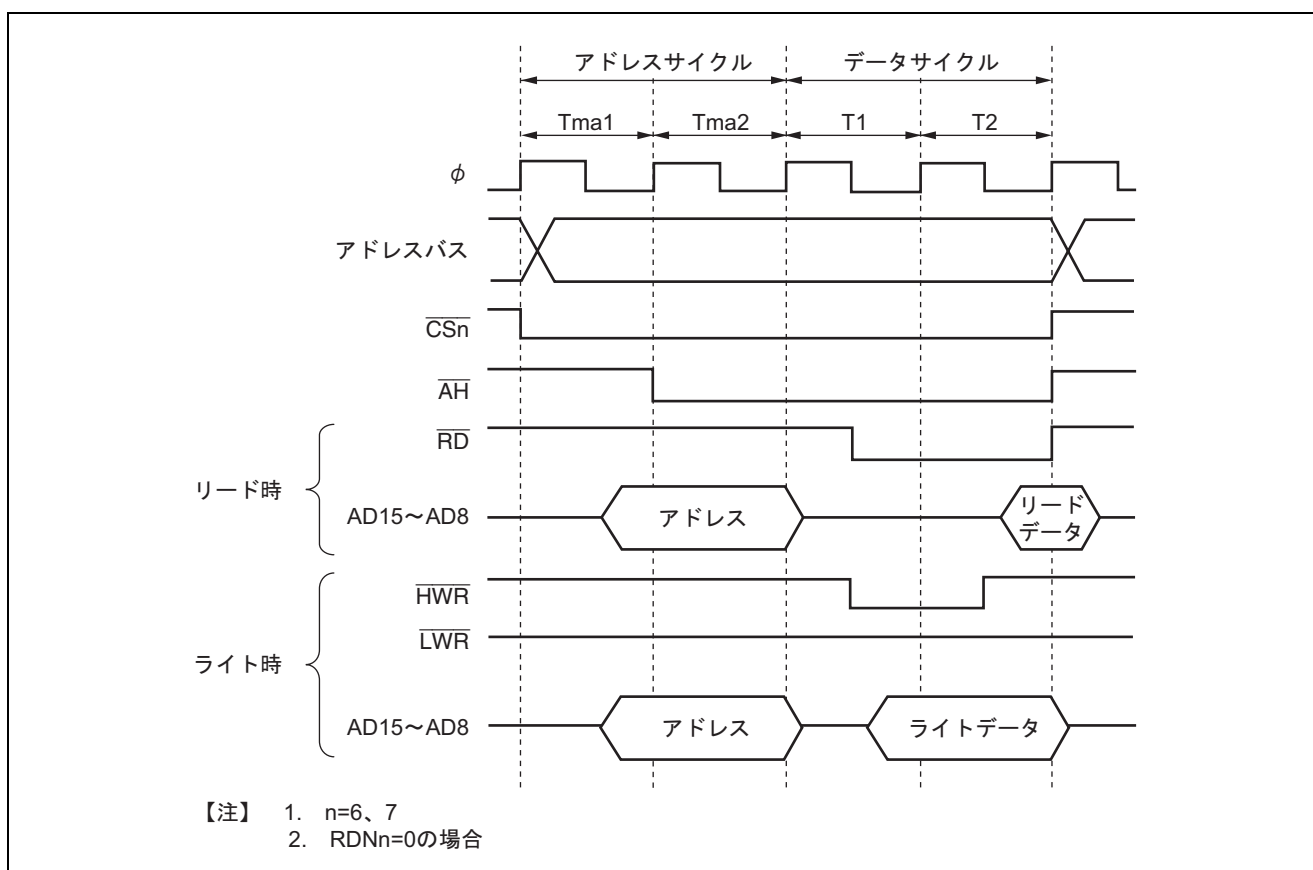 アドレスサイクル データサイクル
Tma1 Tma2 T1 T2
φ
アドレスバス
CSn
AH
リード時
RD
AD15～AD8 アドレス リード
データ
ライト時
HWR
LWR
AD15～AD8 アドレス ライトデータ
【注】 1. n=6、7
2. RDNn=0の場合